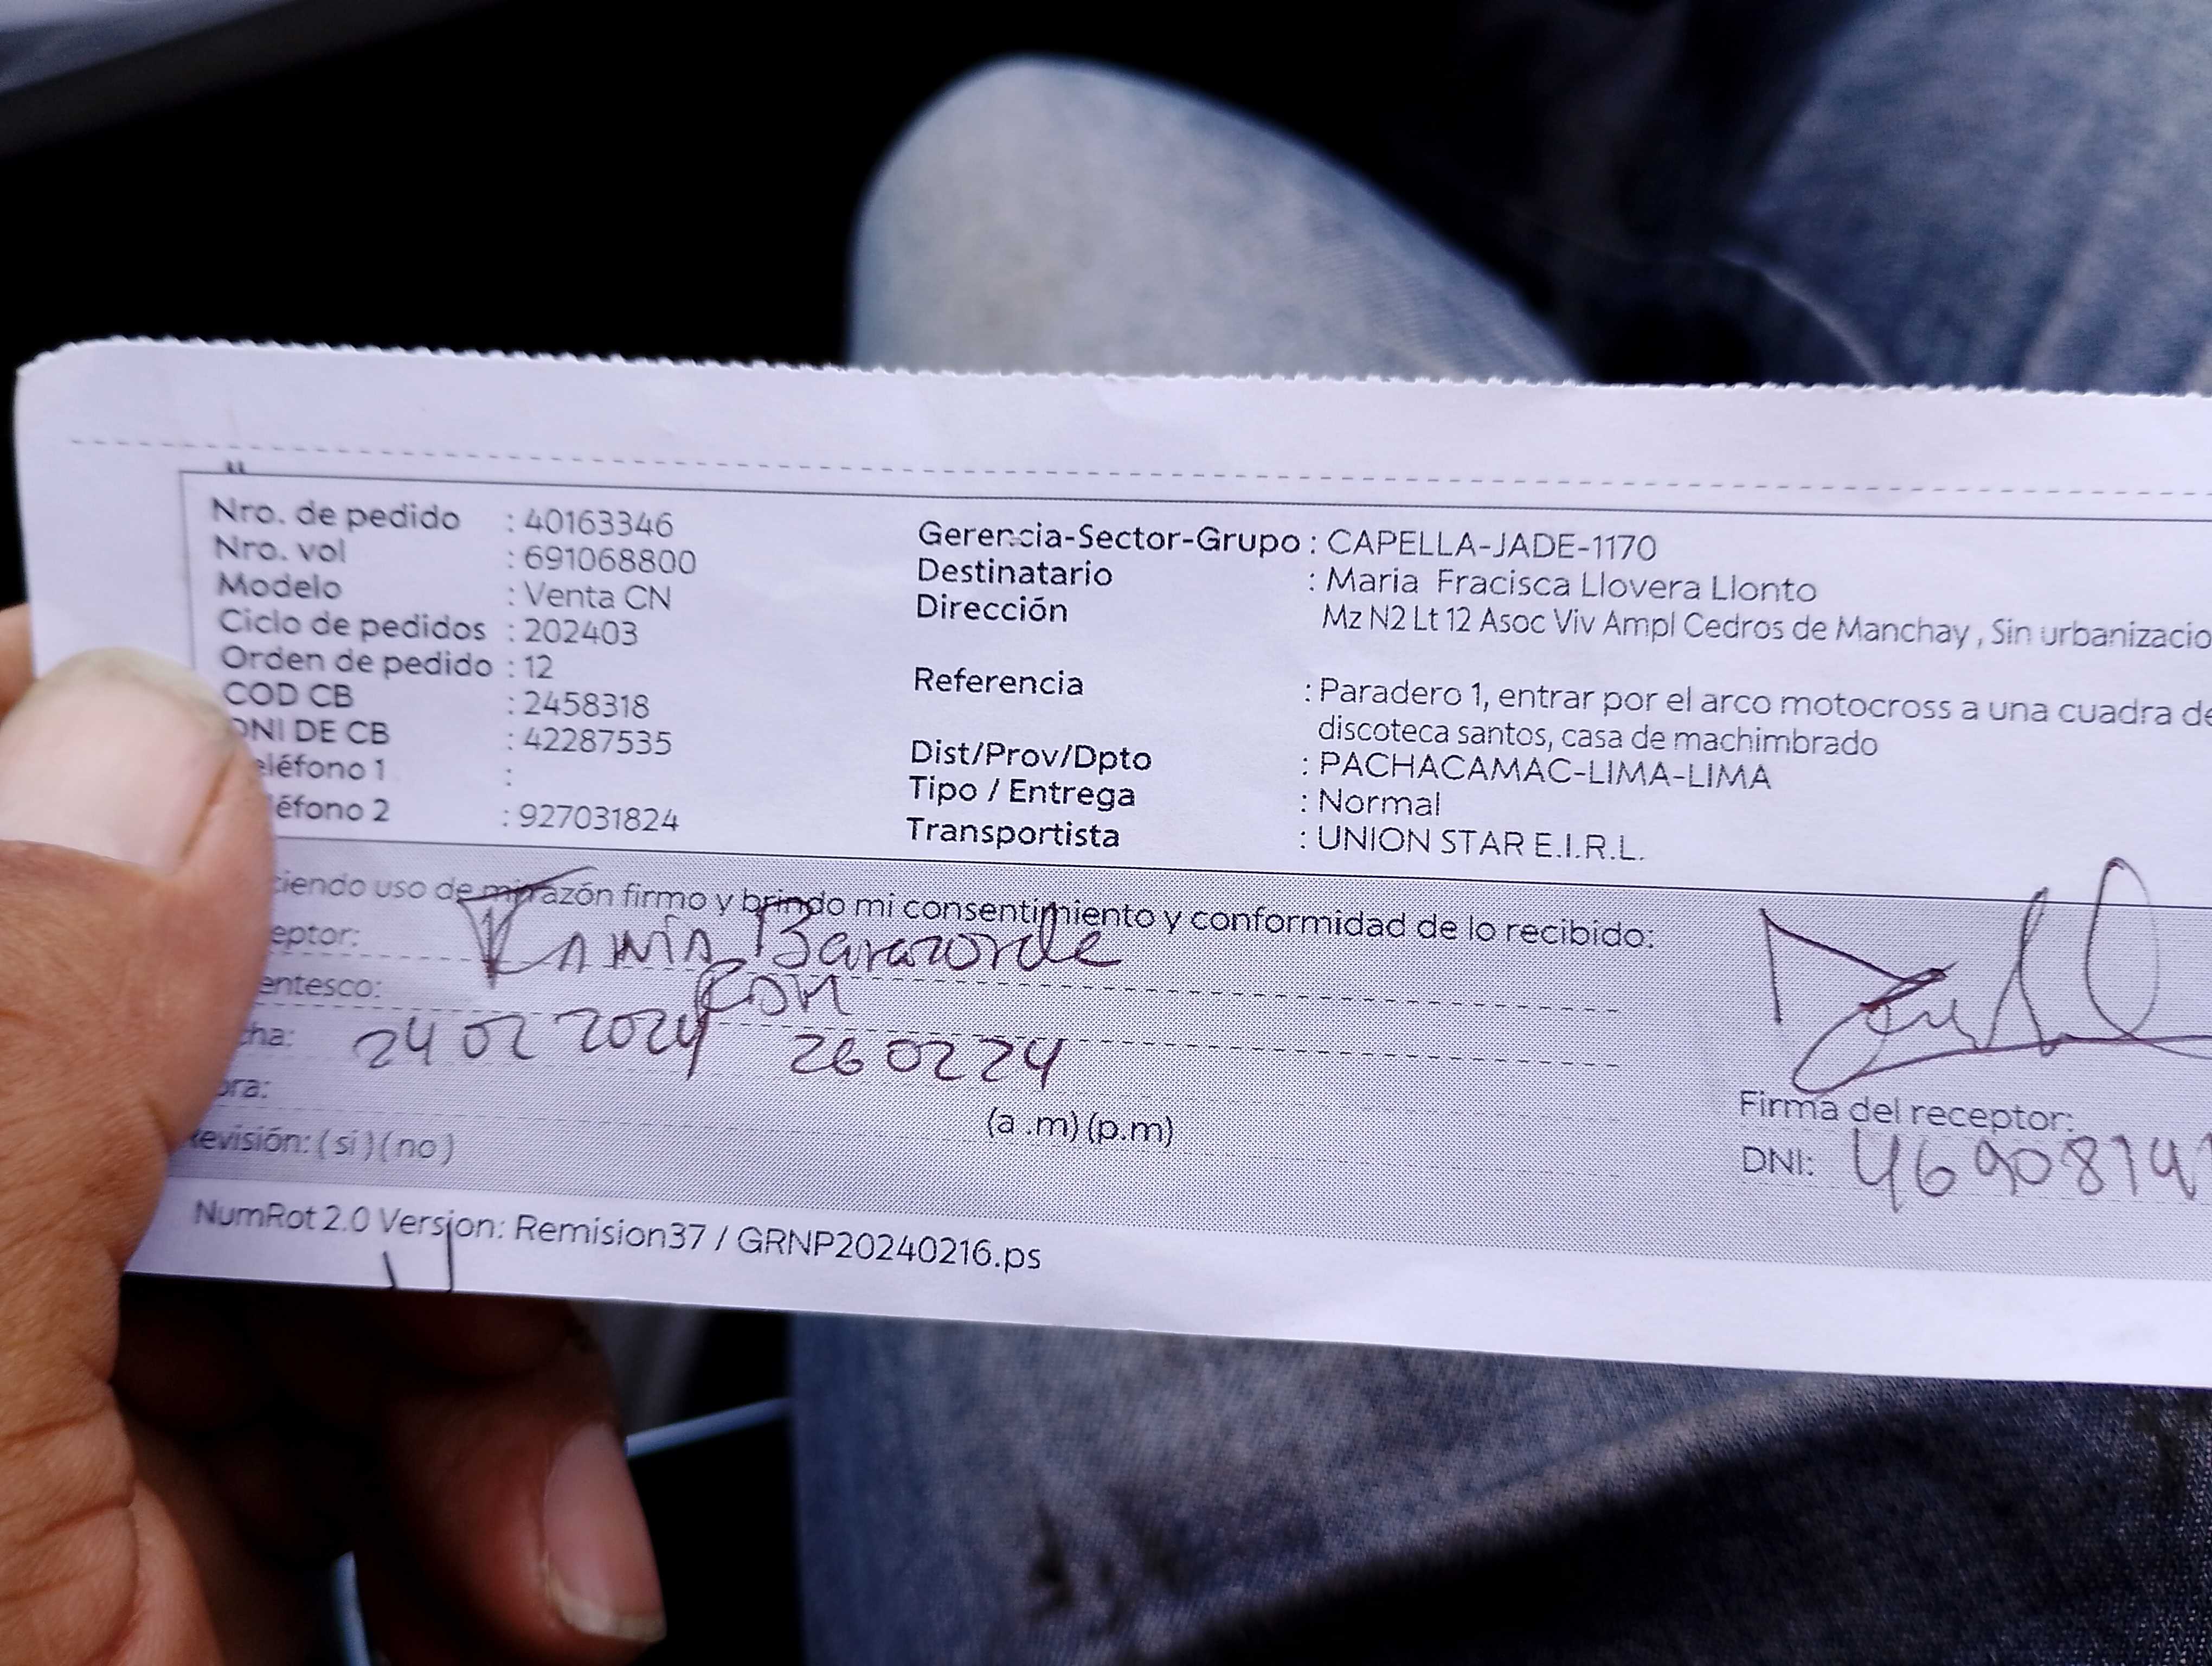 Nro. de pedido : 40163346
Nro. vol : 691068800
Modelo : Venta CN
Ciclo de pedidos : 202403
Orden de pedido : 12
COD CB : 2458318
DNI DE CB : 42287535
eléfono 1 :
éfono 2 : 927031824
Gerencia-Sector-Grupo : CAPELLA-JADE-1170
Destinatario : Maria Fracisca Llovera Llonto
Dirección Mz N2 Lt 12 Asoc Viv Ampl Cedros de Manchay , Sin urbanizacio
Referencia : Paradero 1, entrar por el arco motocross a una cuadra de
discoteca santos, casa de machimbrado
Dist/Prov/Dpto : PACHACAMAC-LIMA-LIMA
Tipo / Entrega : Normal
Transportista : UNION STAR E.I.R.L.
ciendo uso de mi razón firmo y brindo mi consentimiento y conformidad de lo recibido:
eptor:
entesco:
cha: 24 02 2024 260224
ora: (a .m) (p.m)
Revisión: ( sí ) ( no )
Firma del receptor:
DNI: 4690814
NumRot 2.0 Version: Remision37 / GRNP20240216.ps